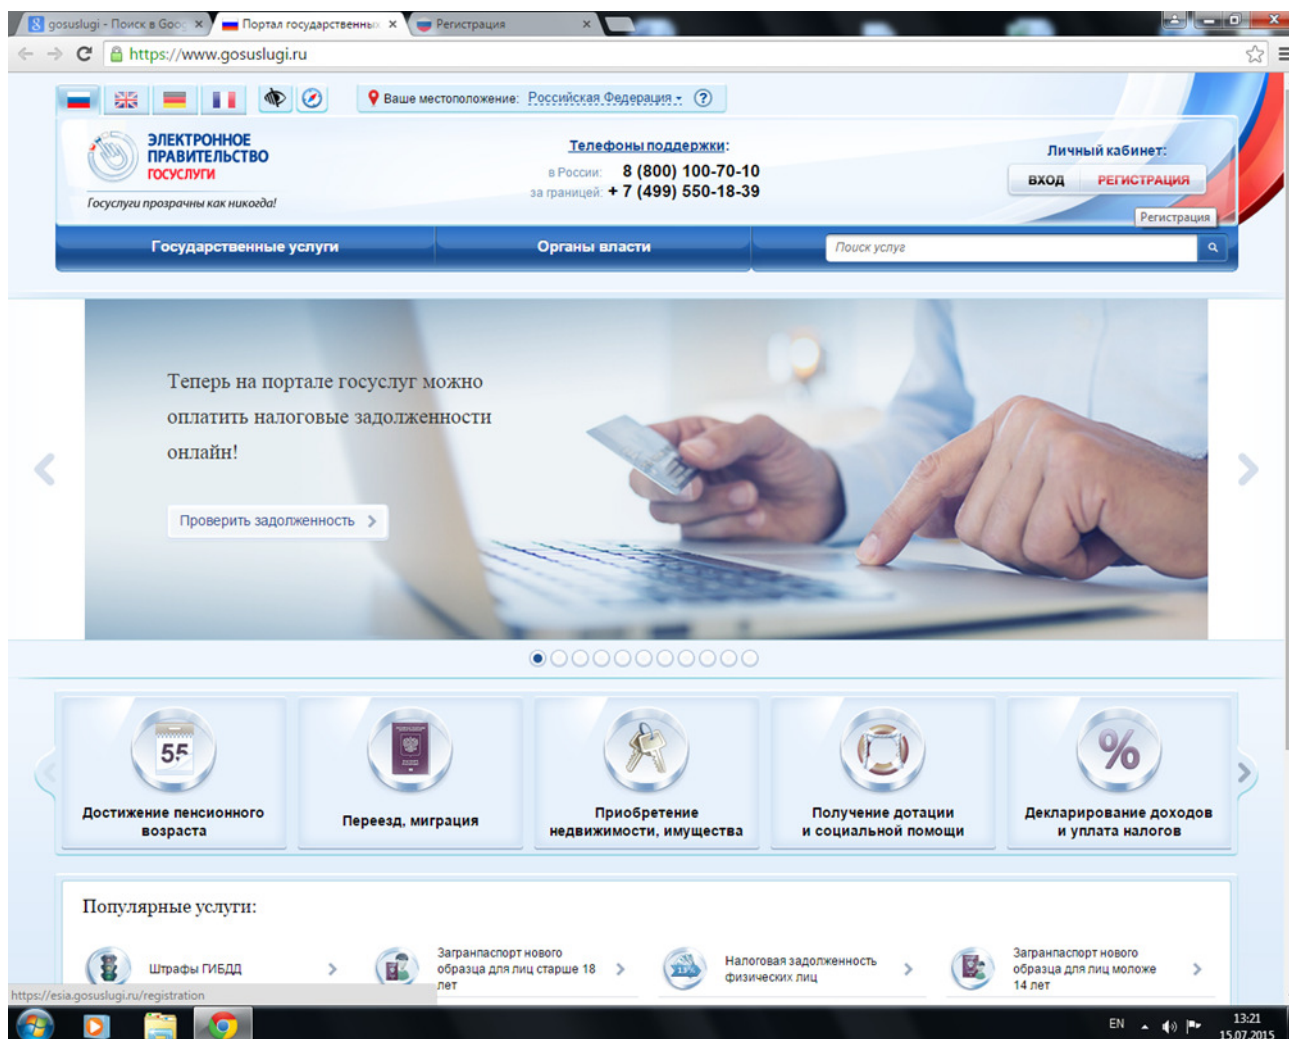 gosuslugi - Поиск в Goog
Портал государственных
Регистрация
https://www.gosuslugi.ru
Ваше местоположение: Российская Федерация
?
ЭЛЕКТРОННОЕ
ПРАВИТЕЛЬСТВО
ГОСУСЛУГИ
Госуслуги прозрачны как никогда!
Телефоны поддержки:
в России: 8 (800) 100-70-10
за границей: + 7 (499) 550-18-39
Личный кабинет:
ВХОД РЕГИСТРАЦИЯ
Регистрация
Государственные услуги
Органы власти
Поиск услуг
Теперь на портале госуслуг можно
оплатить налоговые задолженности
онлайн!
Проверить задолженность
55
Достижение пенсионного
возраста
Переезд, миграция
Приобретение
недвижимости, имущества
Получение дотации
и социальной помощи
%
Декларирование доходов
и уплата налогов
Популярные услуги:
Штрафы ГИБДД
Загранпаспорт нового
образца для лиц старше 18
лет
13%
Налоговая задолженность
физических лиц
Загранпаспорт нового
образца для лиц моложе
14 лет
https://esia.gosuslugi.ru/registration
EN
13:21
15.07.2015